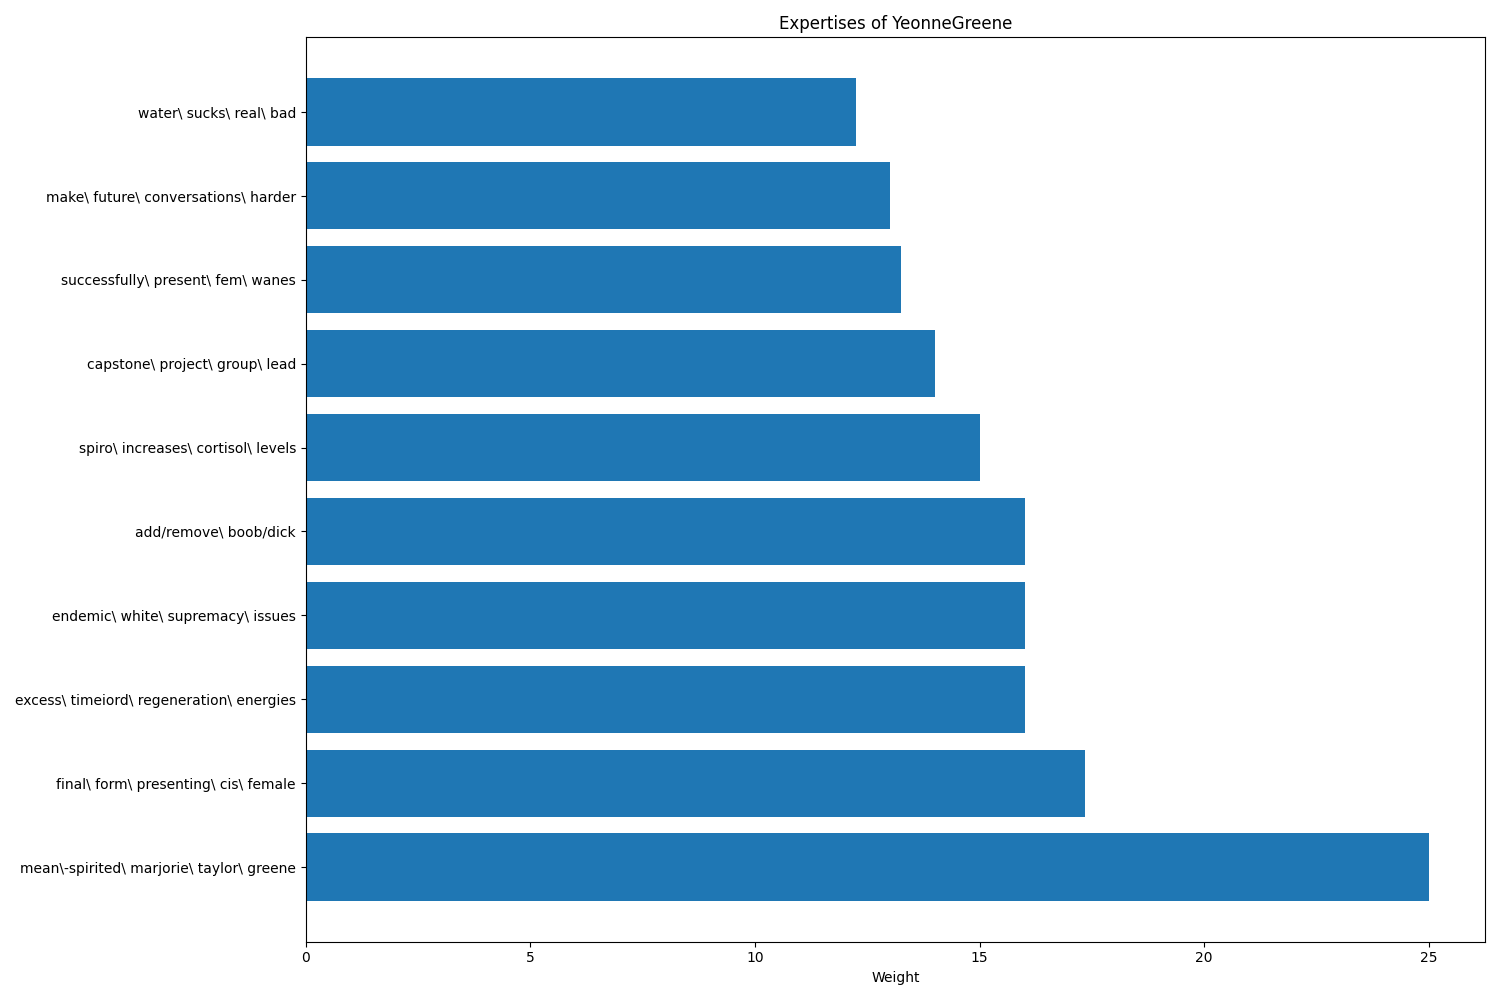 Expertises of YeonneGreene
water\ sucks\ real\ bad
make\ future\ conversations\ harder
successfully\ present\ fem\ wanes
capstone\ project\ group\ lead
spiro\ increases\ cortisol\ levels
add/remove\ boob/dick
endemic\ white\ supremacy\ issues
excess\ timeiord\ regeneration\ energies
final\ form\ presenting\ cis\ female
mean\-spirited\ marjorie\ taylor\ greene
0 5 10 15 20 25
Weight